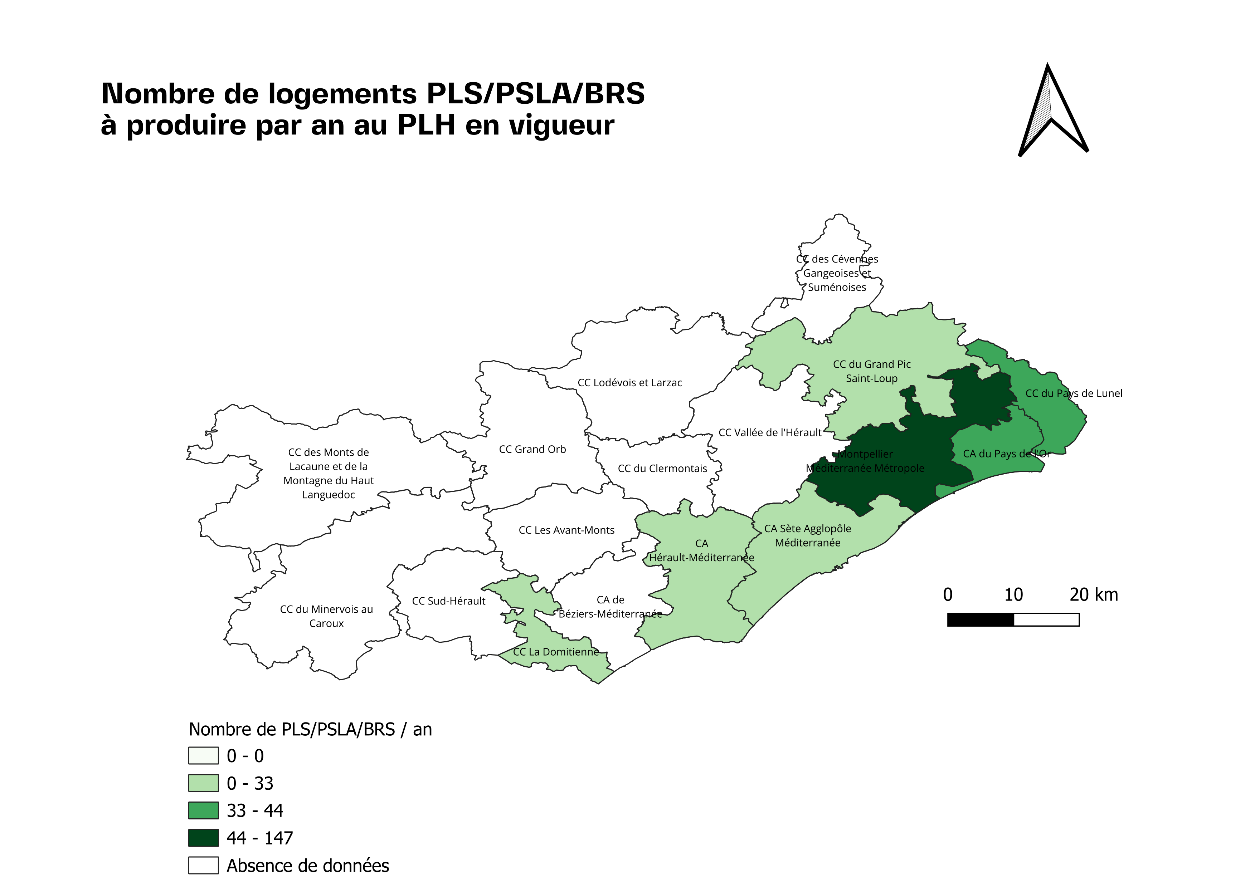 Nombre de logements PLS/PSLA/BRS
à produire par an au PLH en vigueur
CC des Cévennes
Gangeoises et
Suménoises
CC du Grand Pic
Saint-Loup
CC Lodévois et Larzac
CC du Pays de Lunel
CC Vallée de l'Hérault
CC Grand Orb
CC des Monts de
Lacaune et de la
Montagne du Haut
Languedoc
CC du Clermontais
Montpellier
Méditerranée Métropole
CA du Pays de l'Or
CC Les Avant-Monts
CA Sète Agglopôle
Méditerranée
CA
Hérault-Méditerranée
CC Sud-Hérault
CA de
Béziers-Méditerranée
CC du Minervois au
Caroux
CC La Domitienne
0 10 20 km
Nombre de PLS/PSLA/BRS / an
0 - 0
0 - 33
33 - 44
44 - 147
Absence de données